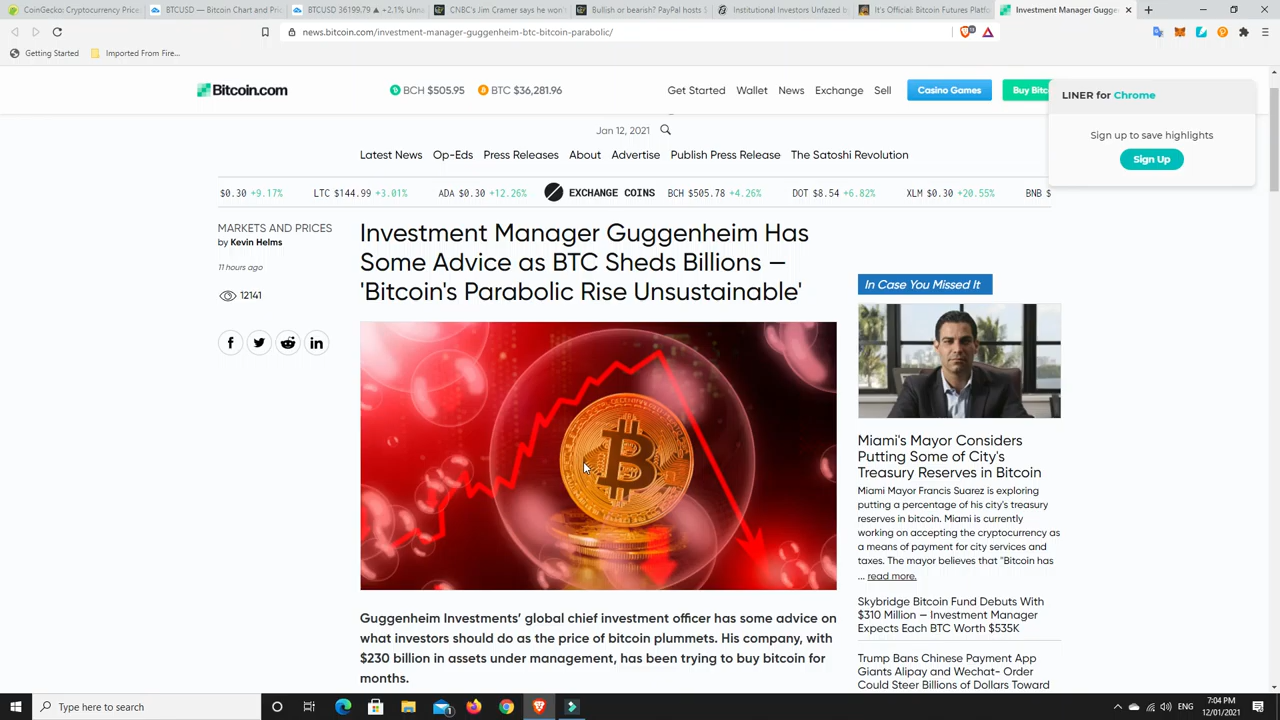 CoinGecko: Cryptocurrency Price
BTCUSD — Bitcoin Chart and Pri
BTCUSD 36199.79 ▲ +2.1% Unn
CNBC's Jim Cramer says he won'
Bullish or bearish? PayPal hosts S
Institutional Investors Unfazed b
It's Official: Bitcoin Futures Platf
Investment Manager Gugge
news.bitcoin.com/investment-manager-guggenheim-btc-bitcoin-parabolic/
Getting Started
Imported From Fire...
Bitcoin.com
BCH $505.95
BTC $36,281.96
Get Started
Wallet
News
Exchange
Sell
Casino Games
Buy Bitc
LINER for Chrome
Sign up to save highlights
Sign Up
Jan 12, 2021
Latest News
Op-Eds
Press Releases
About
Advertise
Publish Press Release
The Satoshi Revolution
$0.30 +9.17%
LTC $144.99 +3.01%
ADA $0.30 +12.26%
EXCHANGE COINS
BCH $505.78 +4.26%
DOT $8.54 +6.82%
XLM $0.30 +20.55%
BNB $
MARKETS AND PRICES
by Kevin Helms
11 hours ago
12141
Investment Manager Guggenheim Has
Some Advice as BTC Sheds Billions —
'Bitcoin's Parabolic Rise Unsustainable'
Guggenheim Investments' global chief investment officer has some advice on
what investors should do as the price of bitcoin plummets. His company, with
$230 billion in assets under management, has been trying to buy bitcoin for
months.
In Case You Missed It
Miami's Mayor Considers
Putting Some of City's
Treasury Reserves in Bitcoin
Miami Mayor Francis Suarez is exploring
putting a percentage of his city's treasury
reserves in bitcoin. Miami is currently
working on accepting the cryptocurrency as
a means of payment for city services and
taxes. The mayor believes that "Bitcoin has
... read more.
Skybridge Bitcoin Fund Debuts With
$310 Million — Investment Manager
Expects Each BTC Worth $535K
Trump Bans Chinese Payment App
Giants Alipay and Wechat- Order
Could Steer Billions of Dollars Toward
Type here to search
ENG
7:04 PM
12/01/2021